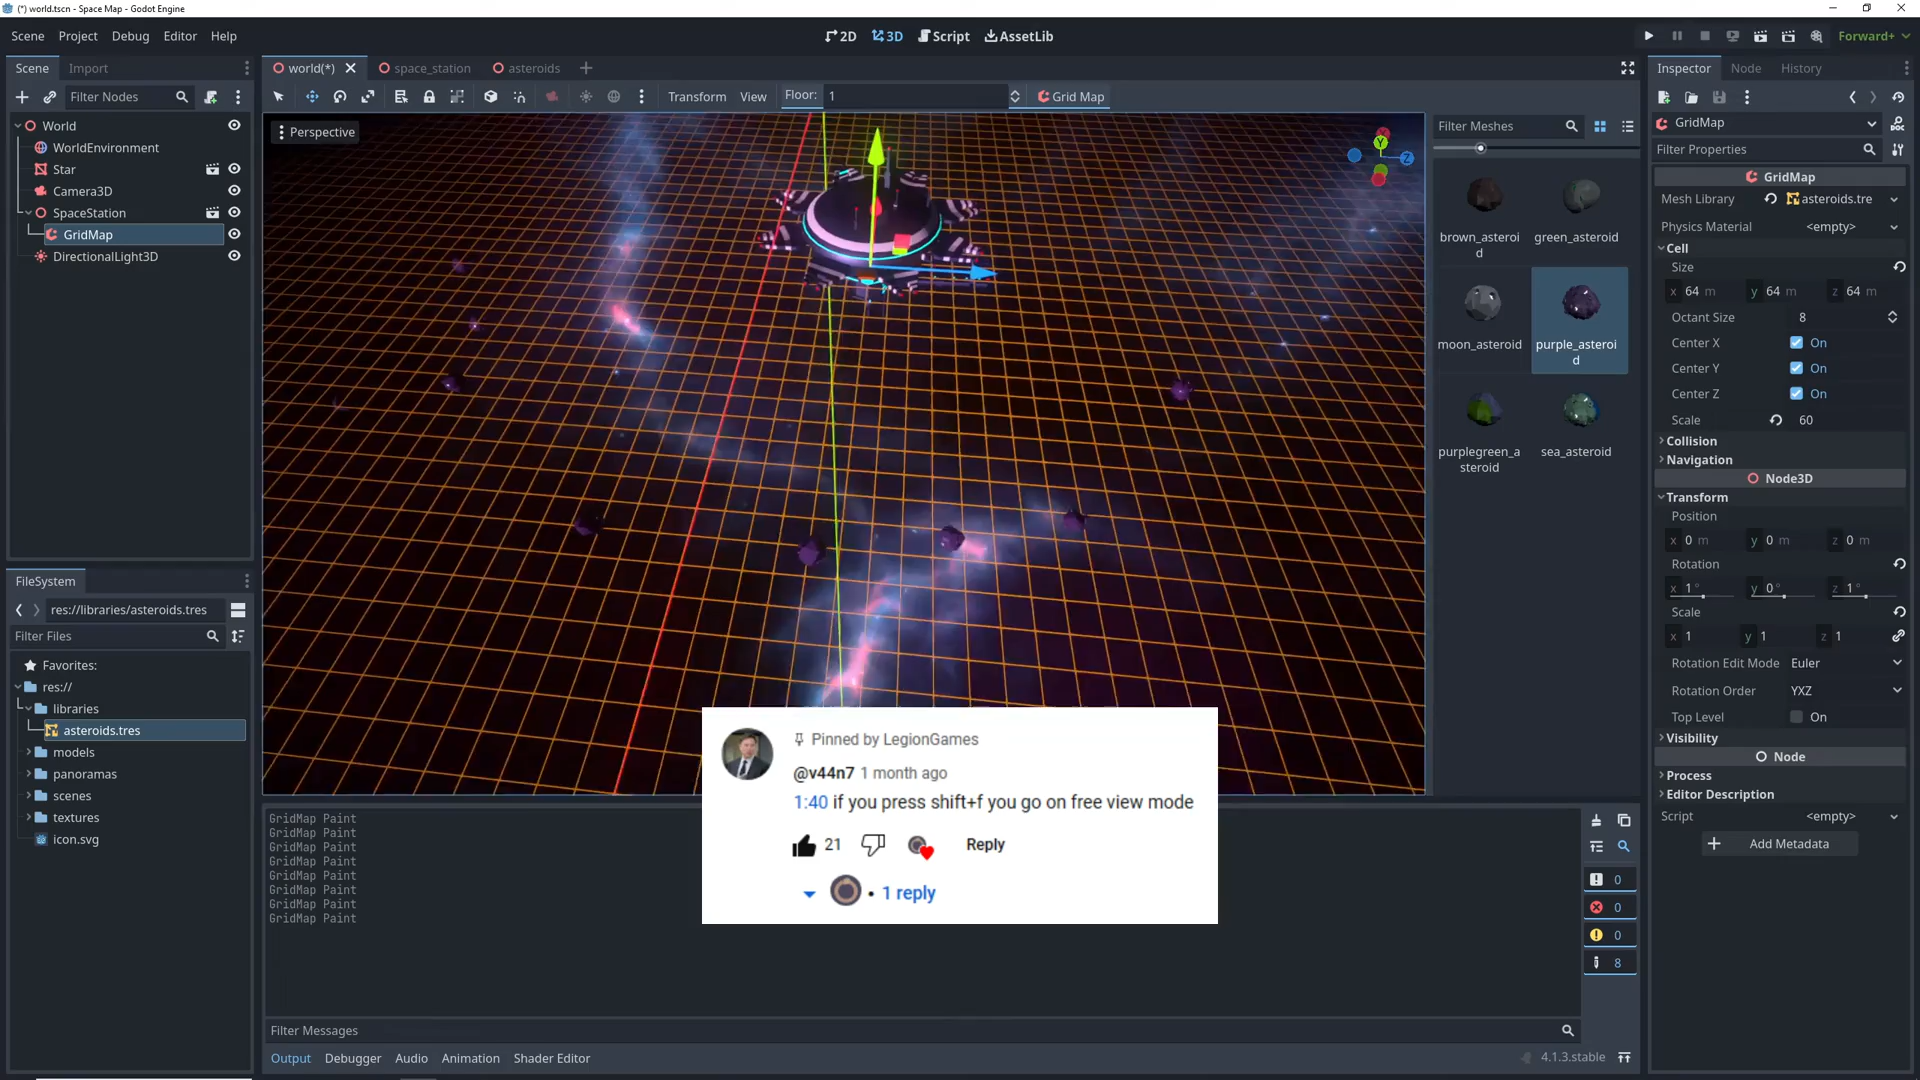 (*) world.tscn - Space Map - Godot Engine
Scene Project Debug Editor Help
2D 3D Script AssetLib
Forward+
Scene Import
world(*) space_station asteroids
Inspector Node History
Filter Nodes
Transform View Floor: 1 Grid Map
World
WorldEnvironment
Star
Camera3D
SpaceStation
GridMap
DirectionalLight3D
Perspective
Y
Z
Filter Meshes
brown_asteroi
d
green_asteroid
moon_asteroid
purple_asteroi
d
purplegreen_a
steroid
sea_asteroid
GridMap
Filter Properties
GridMap
Mesh Library asteroids.tre
Physics Material <empty>
Cell
Size
x 64 m y 64 m z 64 m
Octant Size 8
Center X On
Center Y On
Center Z On
Scale 60
Collision
Navigation
Node3D
Transform
Position
x 0 m y 0 m z 0 m
Rotation
x 1° y 0° z 1°
Scale
x 1 y 1 z 1
Rotation Edit Mode Euler
Rotation Order YXZ
Top Level On
Visibility
Node
Process
Editor Description
Script <empty>
Add Metadata
FileSystem
res://libraries/asteroids.tres
Filter Files
Favorites:
res://
libraries
asteroids.tres
models
panoramas
scenes
textures
icon.svg
GridMap Paint
GridMap Paint
GridMap Paint
GridMap Paint
GridMap Paint
GridMap Paint
GridMap Paint
GridMap Paint
Pinned by LegionGames
@v44n7 1 month ago
1:40 if you press shift+f you go on free view mode
21 Reply
• 1 reply
0
0
0
8
Filter Messages
Output Debugger Audio Animation Shader Editor
4.1.3.stable